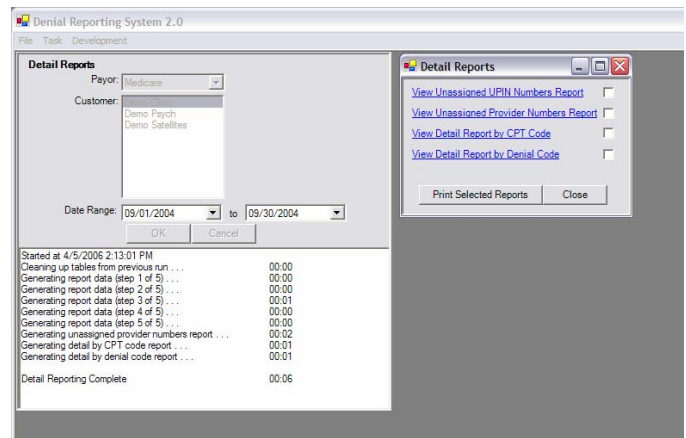 Denial Reporting System 2.0
File Task Development
Detail Reports
Payor: Medicare
Customer:
Demo Psych
Demo Satellites
Date Range: 09/01/2004 to 09/30/2004
OK Cancel
Started at 4/5/2006 2:13:01 PM
Cleaning up tables from previous run . . . 00:00
Generating report data (step 1 of 5) . . . 00:00
Generating report data (step 2 of 5) . . . 00:00
Generating report data (step 3 of 5) . . . 00:01
Generating report data (step 4 of 5) . . . 00:00
Generating report data (step 5 of 5) . . . 00:00
Generating unassigned provider numbers report . . . 00:02
Generating detail by CPT code report . . . 00:01
Generating detail by denial code report . . . 00:01
Detail Reporting Complete 00:06
Detail Reports
View Unassigned UPIN Numbers Report
View Unassigned Provider Numbers Report
View Detail Report by CPT Code
View Detail Report by Denial Code
Print Selected Reports Close